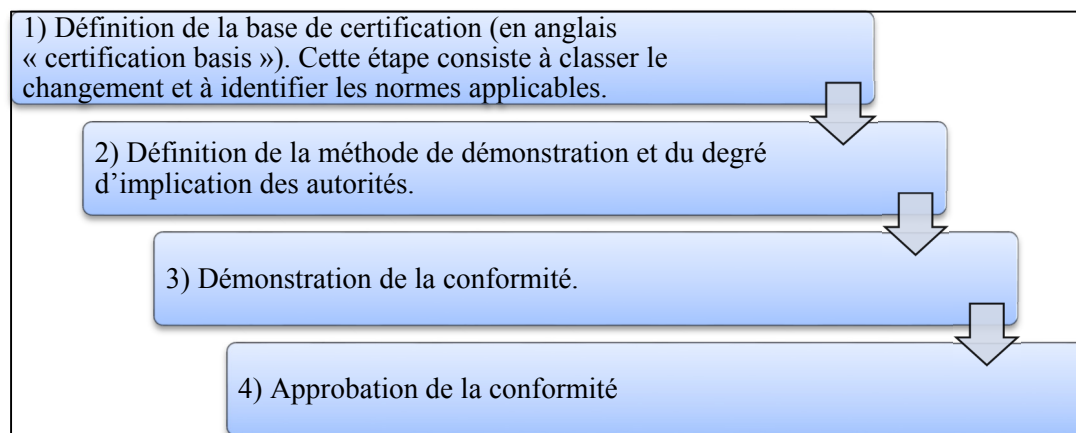 1) Définition de la base de certification (en anglais
« certification basis »). Cette étape consiste à classer le
changement et à identifier les normes applicables.
2) Définition de la méthode de démonstration et du degré
d’implication des autorités.
3) Démonstration de la conformité.
4) Approbation de la conformité